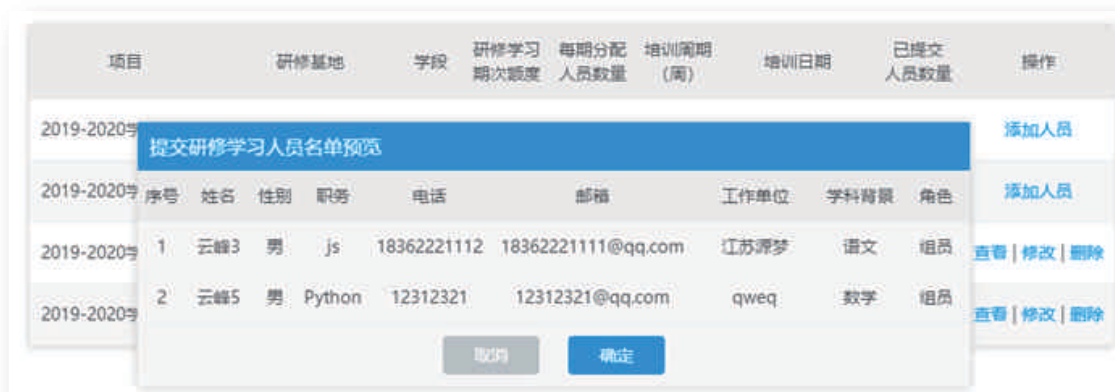 项目 研修基地 学段 研修学习期次额度 每期分配人员数量 培训周期(周) 培训日期 已提交人员数量 操作
2019-2020学 添加人员
提交研修学习人员名单预览
2019-2020学 添加人员
序号 姓名 性别 职务 电话 邮箱 工作单位 学科背景 角色
2019-2020学 查看 | 修改 | 删除
1 云峰3 男 js 18362221112 18362221111@qq.com 江苏源梦 语文 组员
2 云峰5 男 Python 12312321 12312321@qq.com qweq 数学 组员
2019-2020学 查看 | 修改 | 删除
取消 确定